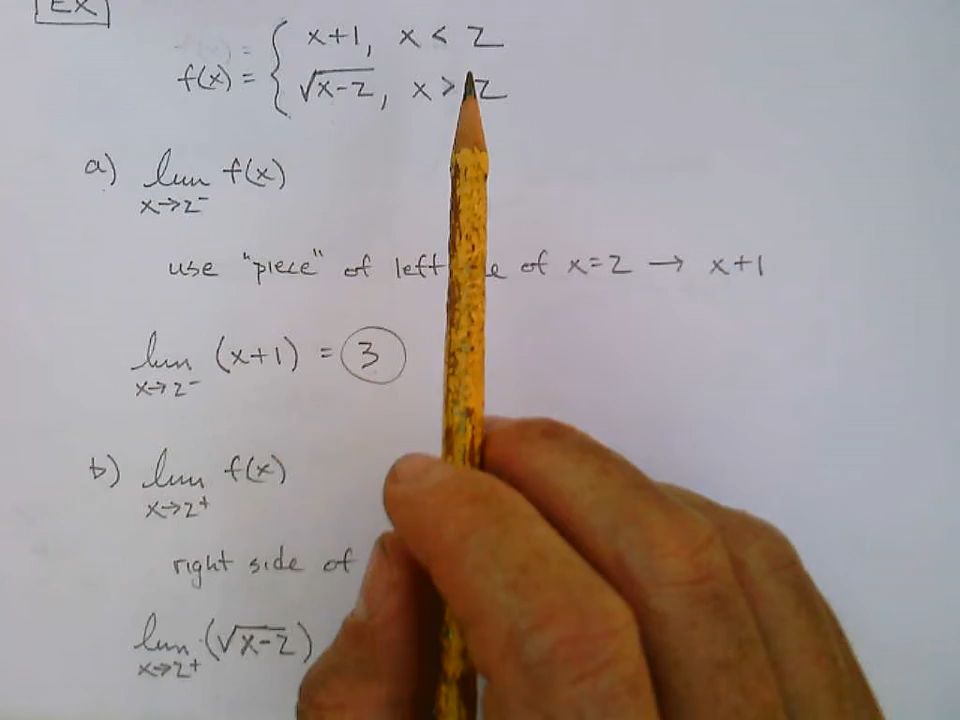 EX
f(x) = { x+1, x < 2
√x-2, x > 2
a) lim f(x)
x→2⁻
use "piece" of left of x=2 → x+1
lim (x+1) = 3
x→2⁻
b) lim f(x)
x→2⁺
right side of
lim (√x-2)
x→2⁺